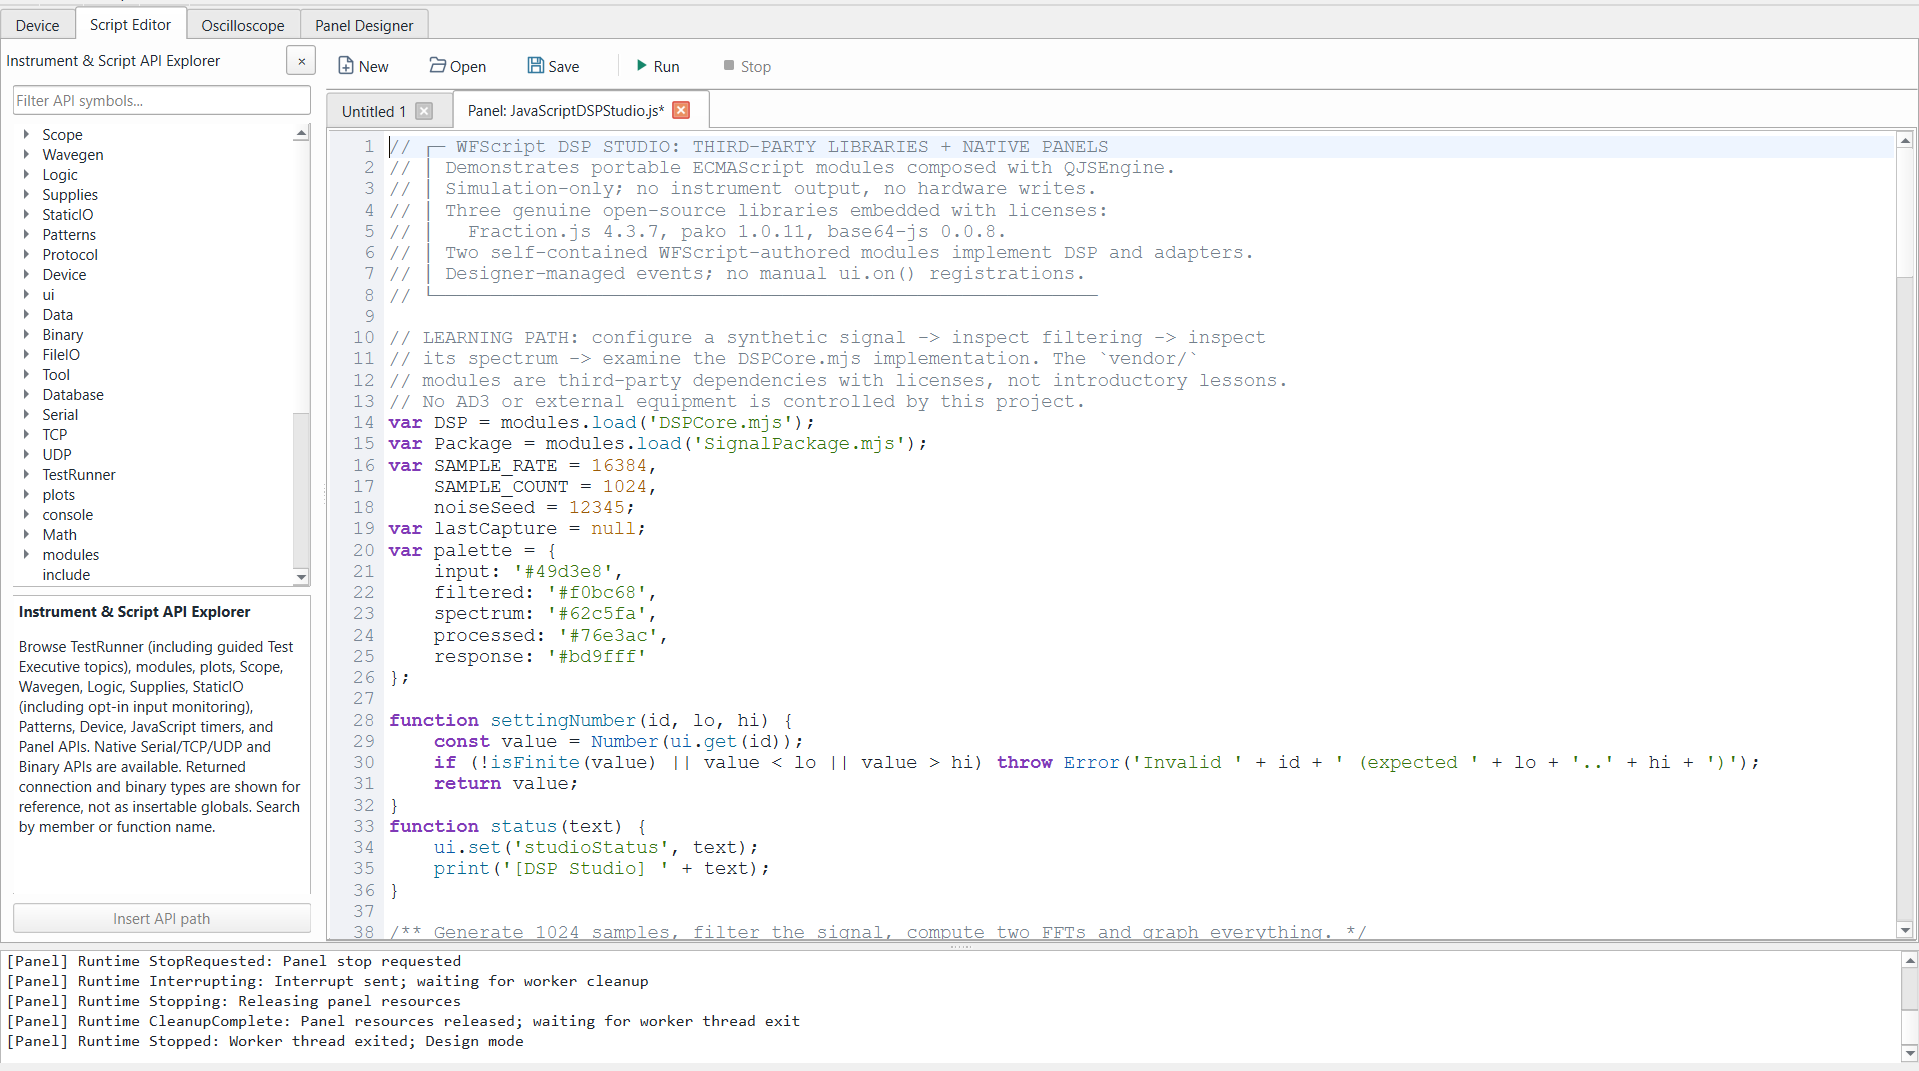 Device
Script Editor
Oscilloscope
Panel Designer
Instrument & Script API Explorer
New
Open
Save
Run
Stop
Filter API symbols...
Untitled 1
Panel: JavaScriptDSPStudio.js*
Scope
Wavegen
Logic
Supplies
StaticIO
Patterns
Protocol
Device
ui
Data
Binary
FileIO
Tool
Database
Serial
TCP
UDP
TestRunner
plots
console
Math
modules
include
Instrument & Script API Explorer
Browse TestRunner (including guided Test
Executive topics), modules, plots, Scope,
Wavegen, Logic, Supplies, StaticIO
(including opt-in input monitoring),
Patterns, Device, JavaScript timers, and
Panel APIs. Native Serial/TCP/UDP and
Binary APIs are available. Returned
connection and binary types are shown for
reference, not as insertable globals. Search
by member or function name.
Insert API path
1 // ┌─ WFScript DSP STUDIO: THIRD-PARTY LIBRARIES + NATIVE PANELS
2 // │ Demonstrates portable ECMAScript modules composed with QJSEngine.
3 // │ Simulation-only; no instrument output, no hardware writes.
4 // │ Three genuine open-source libraries embedded with licenses:
5 // │   Fraction.js 4.3.7, pako 1.0.11, base64-js 0.0.8.
6 // │ Two self-contained WFScript-authored modules implement DSP and adapters.
7 // │ Designer-managed events; no manual ui.on() registrations.
8 // └────────────────────────────────────────────────────────────
9
10 // LEARNING PATH: configure a synthetic signal -> inspect filtering -> inspect
11 // its spectrum -> examine the DSPCore.mjs implementation. The `vendor/`
12 // modules are third-party dependencies with licenses, not introductory lessons.
13 // No AD3 or external equipment is controlled by this project.
14 var DSP = modules.load('DSPCore.mjs');
15 var Package = modules.load('SignalPackage.mjs');
16 var SAMPLE_RATE = 16384,
17     SAMPLE_COUNT = 1024,
18     noiseSeed = 12345;
19 var lastCapture = null;
20 var palette = {
21     input: '#49d3e8',
22     filtered: '#f0bc68',
23     spectrum: '#62c5fa',
24     processed: '#76e3ac',
25     response: '#bd9fff'
26 };
27
28 function settingNumber(id, lo, hi) {
29     const value = Number(ui.get(id));
30     if (!isFinite(value) || value < lo || value > hi) throw Error('Invalid ' + id + ' (expected ' + lo + '..' + hi + ')');
31     return value;
32 }
33 function status(text) {
34     ui.set('studioStatus', text);
35     print('[DSP Studio] ' + text);
36 }
37
38 /** Generate 1024 samples, filter the signal, compute two FFTs and graph everything. */
[Panel] Runtime StopRequested: Panel stop requested
[Panel] Runtime Interrupting: Interrupt sent; waiting for worker cleanup
[Panel] Runtime Stopping: Releasing panel resources
[Panel] Runtime CleanupComplete: Panel resources released; waiting for worker thread exit
[Panel] Runtime Stopped: Worker thread exited; Design mode